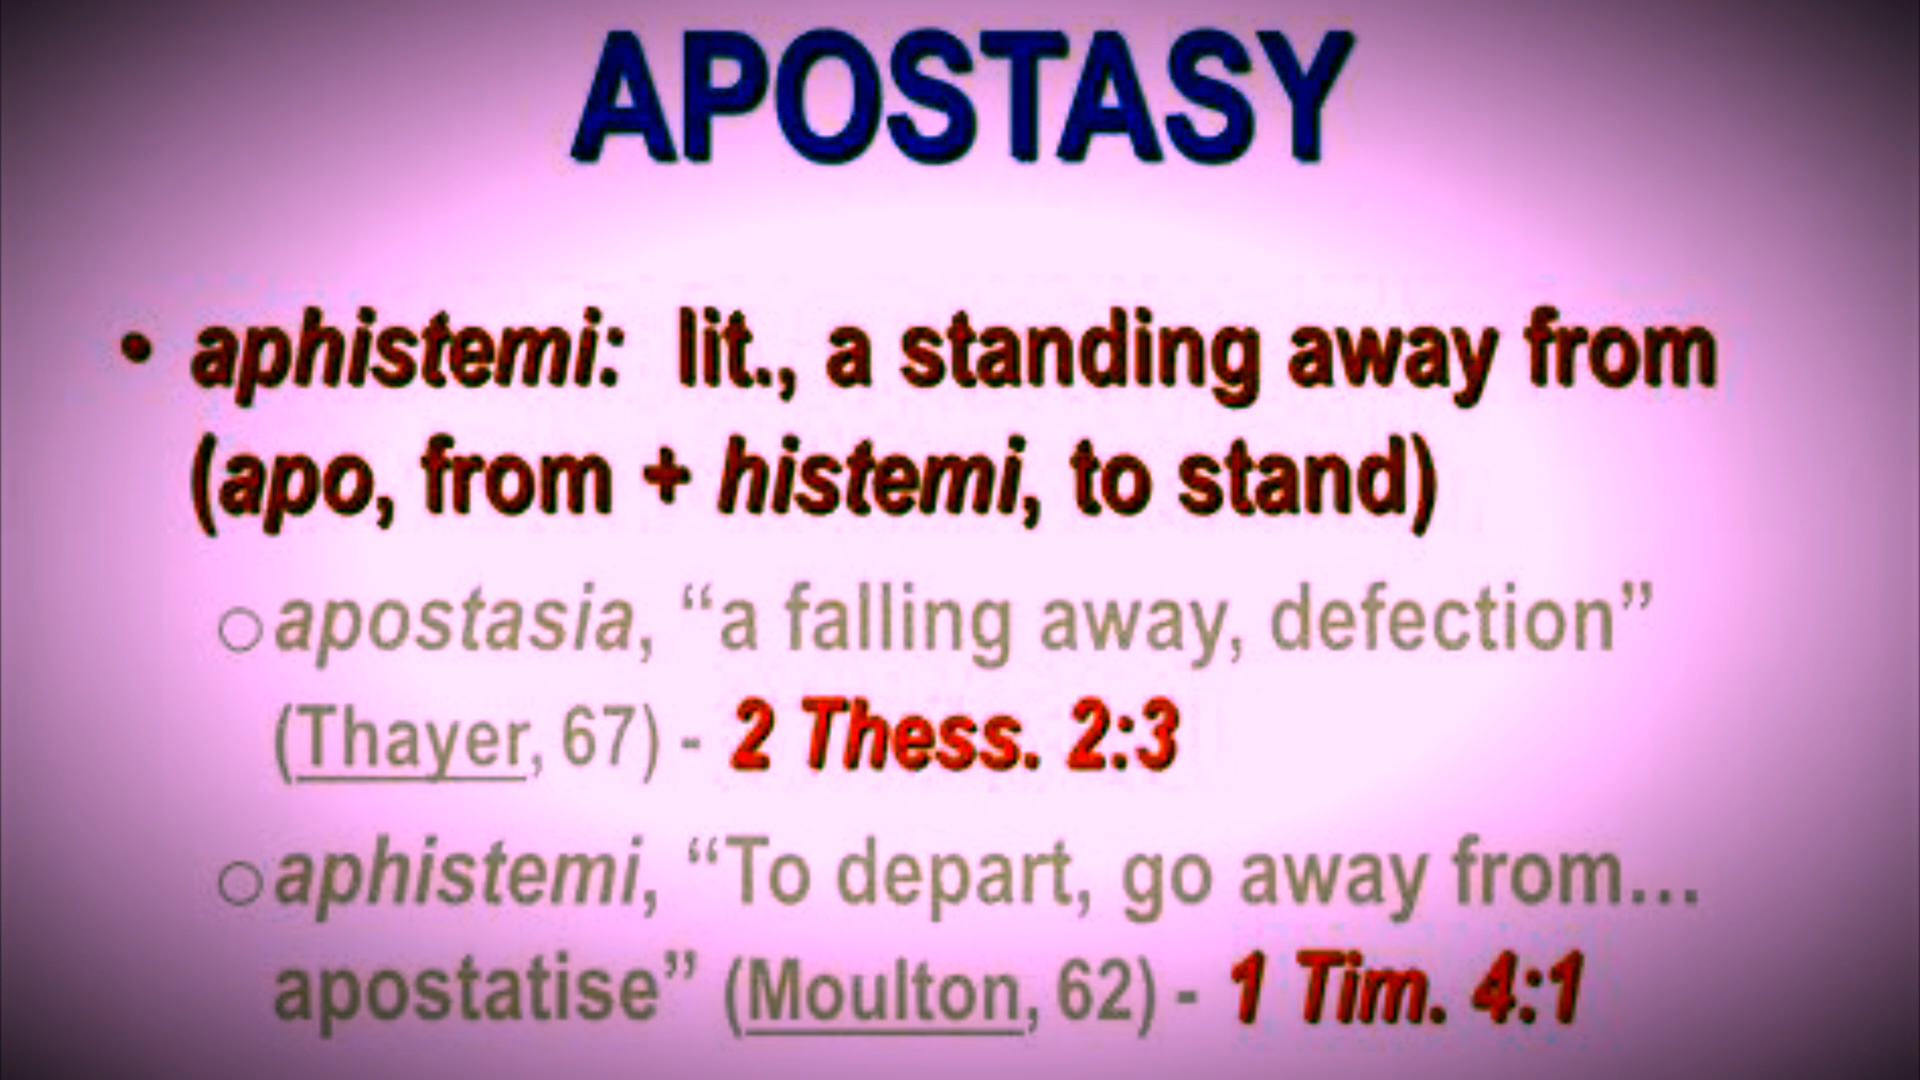 APOSTASY
• aphistemi: lit., a standing away from
(apo, from + histemi, to stand)
○ apostasia, “a falling away, defection”
(Thayer, 67) - 2 Thess. 2:3
○ aphistemi, “To depart, go away from...
apostatise” (Moulton, 62) - 1 Tim. 4:1